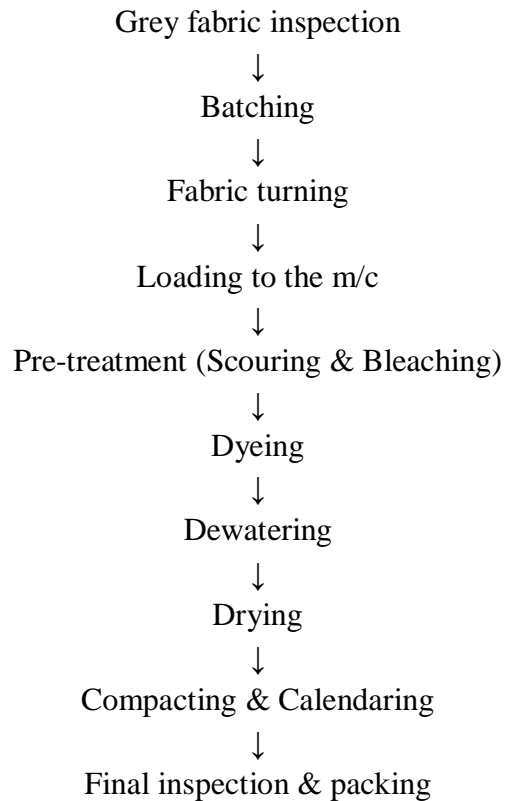 Grey fabric inspection
↓
Batching
↓
Fabric turning
↓
Loading to the m/c
↓
Pre-treatment (Scouring & Bleaching)
↓
Dyeing
↓
Dewatering
↓
Drying
↓
Compacting & Calendaring
↓
Final inspection & packing